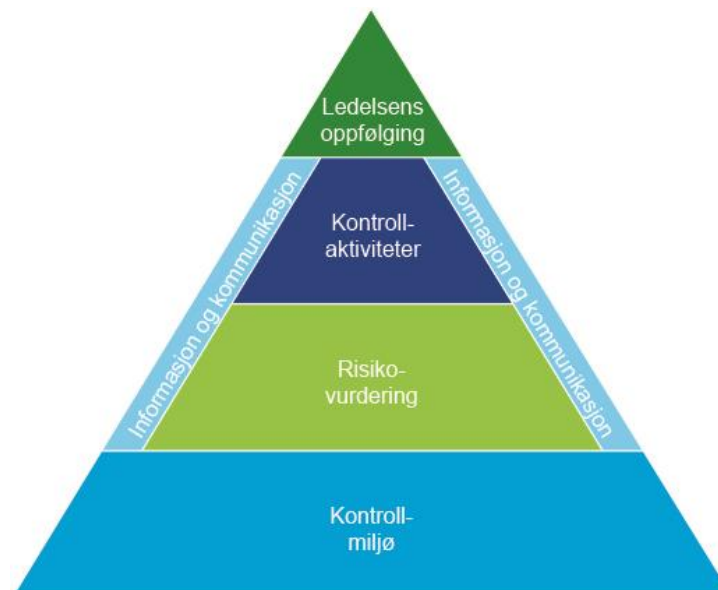 Ledelsens
oppfølging
Informasjon og kommunikasjon
Informasjon og kommunikasjon
Kontroll-
aktiviteter
Risiko-
vurdering
Kontroll-
miljø